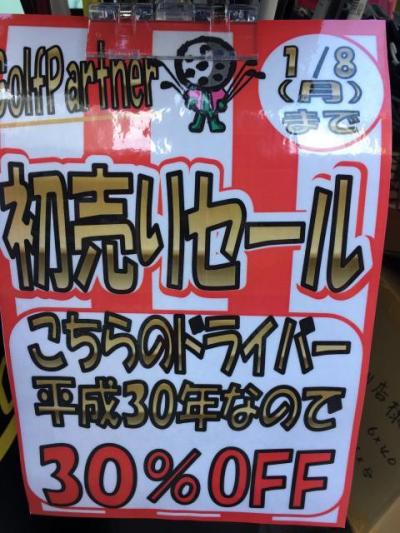 GolfPartner
1/8
(月)
まで
初売りセール
こちらのドライバー
平成30年なので
30%OFF